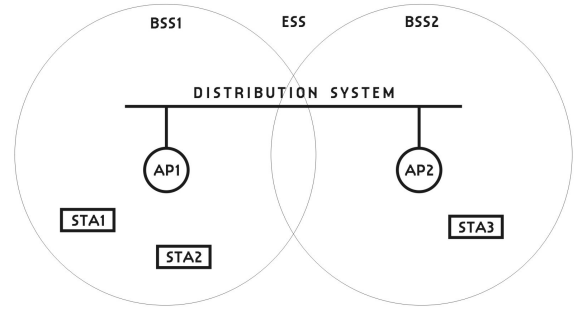 BSS1 ESS BSS2
DISTRIBUTION SYSTEM
AP1 AP2
STA1
STA2
STA3